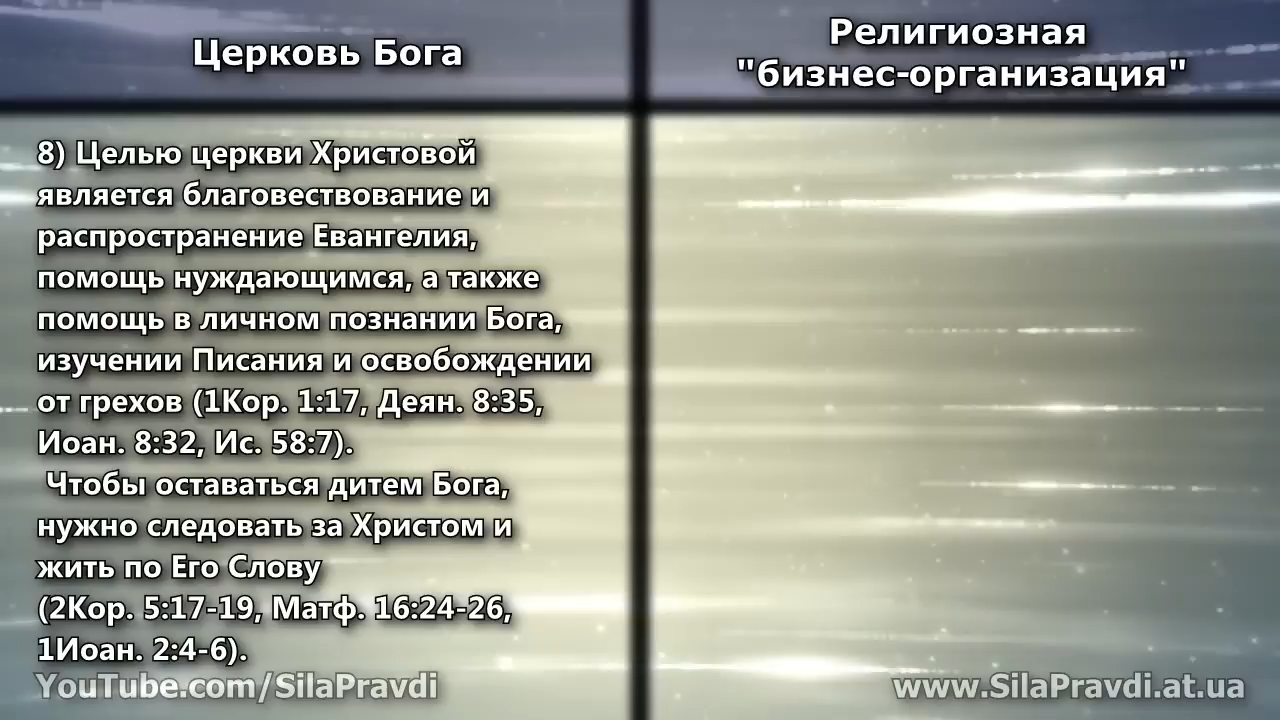 Церковь Бога
Религиозная
"бизнес-организация"
8) Целью церкви Христовой
является благовествование и
распространение Евангелия,
помощь нуждающимся, а также
помощь в личном познании Бога,
изучении Писания и освобождении
от грехов (1Кор. 1:17, Деян. 8:35,
Иоан. 8:32, Ис. 58:7).
Чтобы оставаться дитем Бога,
нужно следовать за Христом и
жить по Его Слову
(2Кор. 5:17-19, Матф. 16:24-26,
1Иоан. 2:4-6).
YouTube.com/SilaPravdi
www.SilaPravdi.at.ua